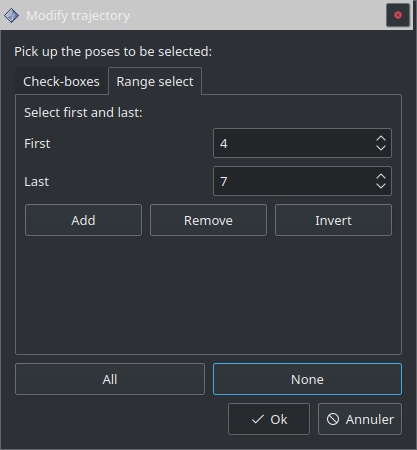 Modify trajectory
Pick up the poses to be selected:
Check-boxes Range select
Select first and last:
First 4
Last 7
Add Remove Invert
All None
Ok Annuler